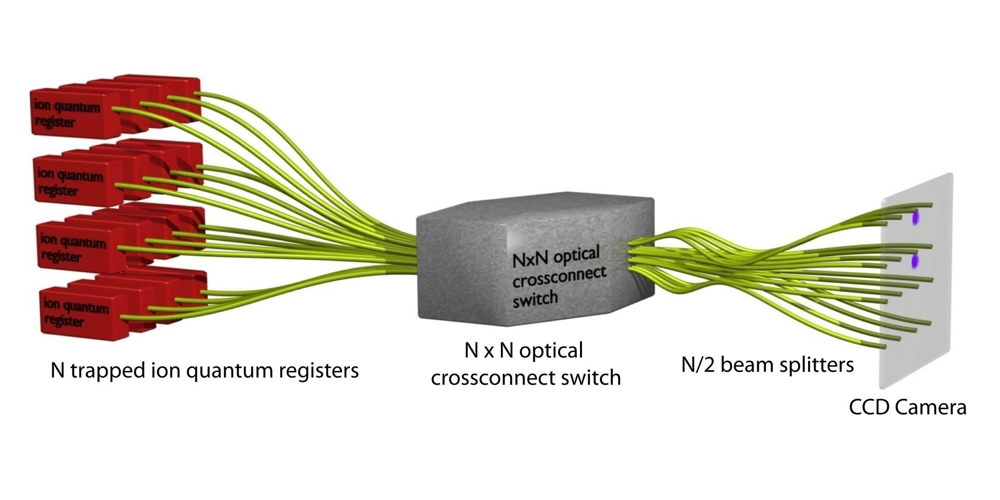 ion quantum
register
ion quantum
register
ion quantum
register
ion quantum
register
NxN optical
crossconnect
switch
N trapped ion quantum registers
N x N optical
crossconnect switch
N/2 beam splitters
CCD Camera